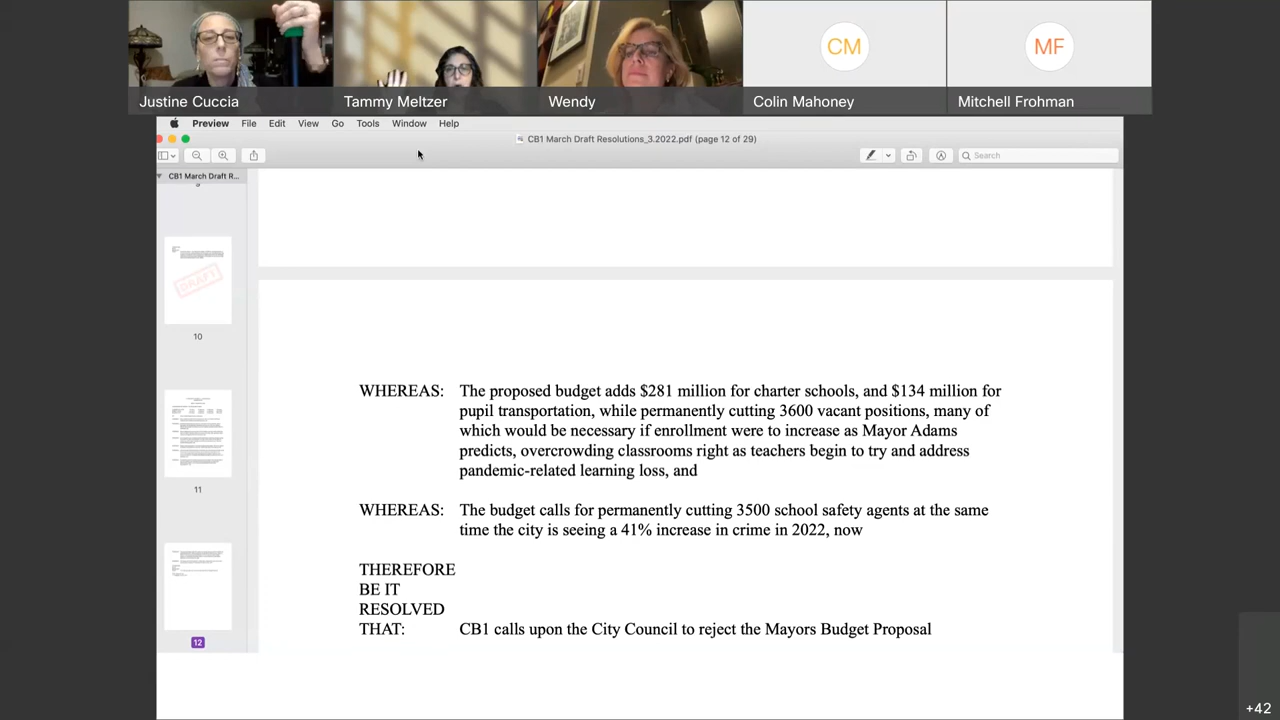 CM
MF
Justine Cuccia
Tammy Meltzer
Wendy
Colin Mahoney
Mitchell Frohman
Preview File Edit View Go Tools Window Help
CB1 March Draft Resolutions_3.2022.pdf (page 12 of 29)
Search
CB1 March Draft R...
DRAFT
10
11
12
WHEREAS: The proposed budget adds $281 million for charter schools, and $134 million for
pupil transportation, while permanently cutting 3600 vacant positions, many of
which would be necessary if enrollment were to increase as Mayor Adams
predicts, overcrowding classrooms right as teachers begin to try and address
pandemic-related learning loss, and
WHEREAS: The budget calls for permanently cutting 3500 school safety agents at the same
time the city is seeing a 41% increase in crime in 2022, now
THEREFORE
BE IT
RESOLVED
THAT: CB1 calls upon the City Council to reject the Mayors Budget Proposal
+42